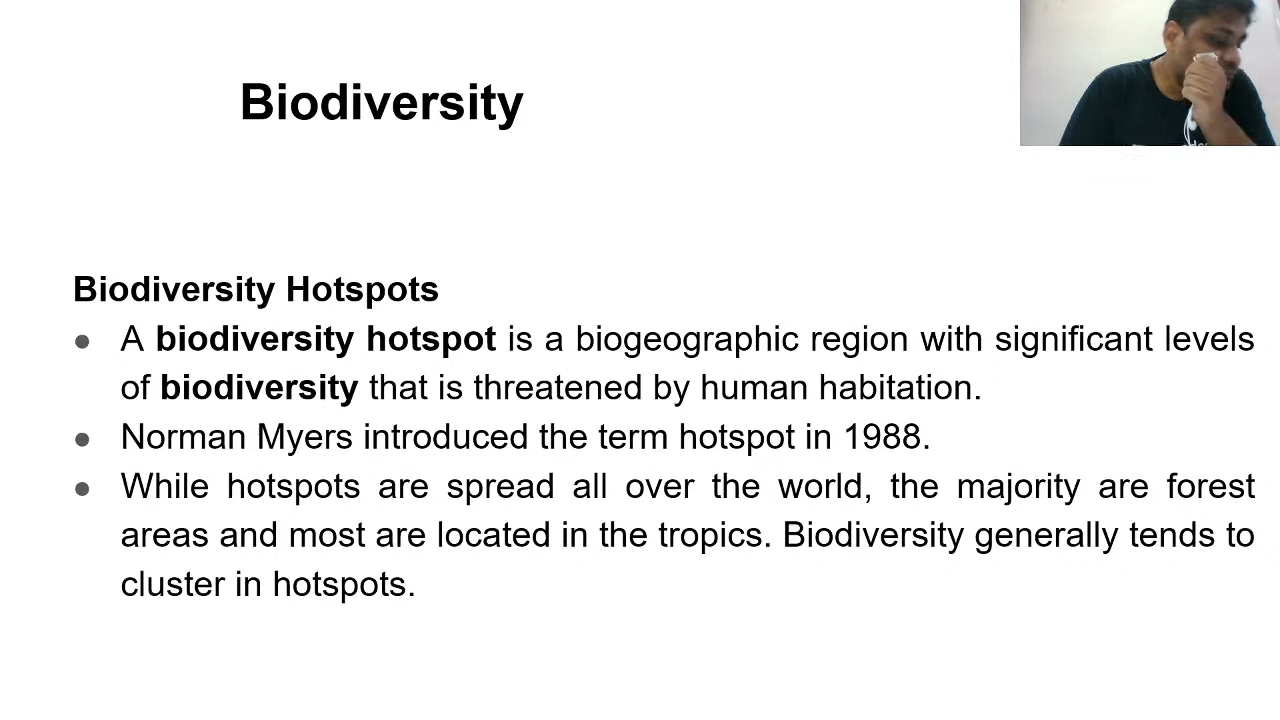 Biodiversity
Biodiversity Hotspots
● A biodiversity hotspot is a biogeographic region with significant levels
of biodiversity that is threatened by human habitation.
● Norman Myers introduced the term hotspot in 1988.
● While hotspots are spread all over the world, the majority are forest
areas and most are located in the tropics. Biodiversity generally tends to
cluster in hotspots.